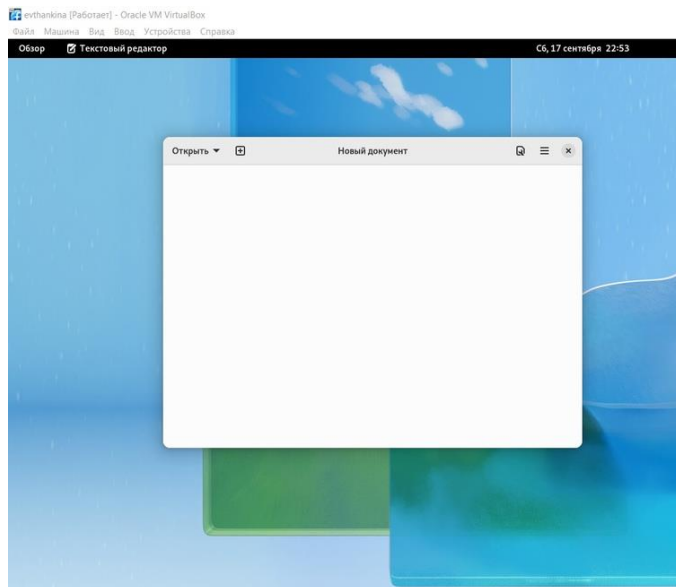 evthankina [Работает] - Oracle VM VirtualBox
Файл Машина Вид Ввод Устройства Справка
Обзор Текстовый редактор Сб, 17 сентября 22:53
Открыть Новый документ